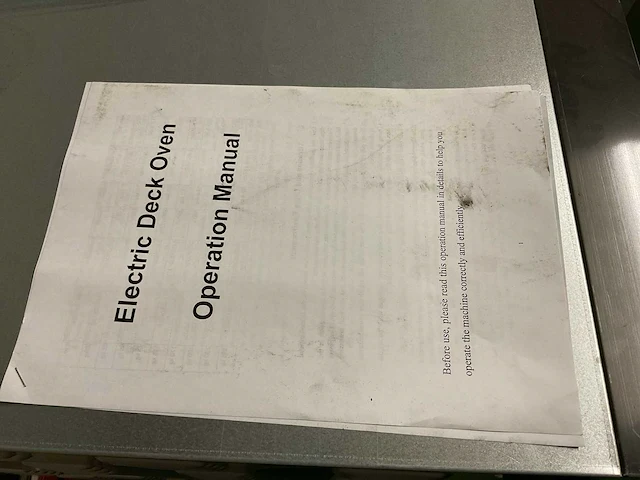 Electric Deck Oven
Operation Manual
Before use, please read this operation manual in details to help you
operate the machine correctly and efficiently.